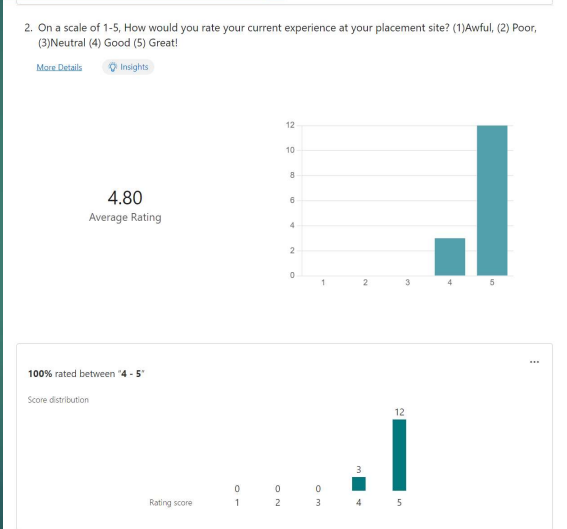 2. On a scale of 1-5, How would you rate your current experience at your placement site? (1)Awful, (2) Poor,
(3)Neutral (4) Good (5) Great!
More Details
Insights
12
10
8
6
4
2
0
1 2 3 4 5
4.80
Average Rating
...
100% rated between "4 - 5"
Score distribution
12
3
0 0 0
Rating score 1 2 3 4 5